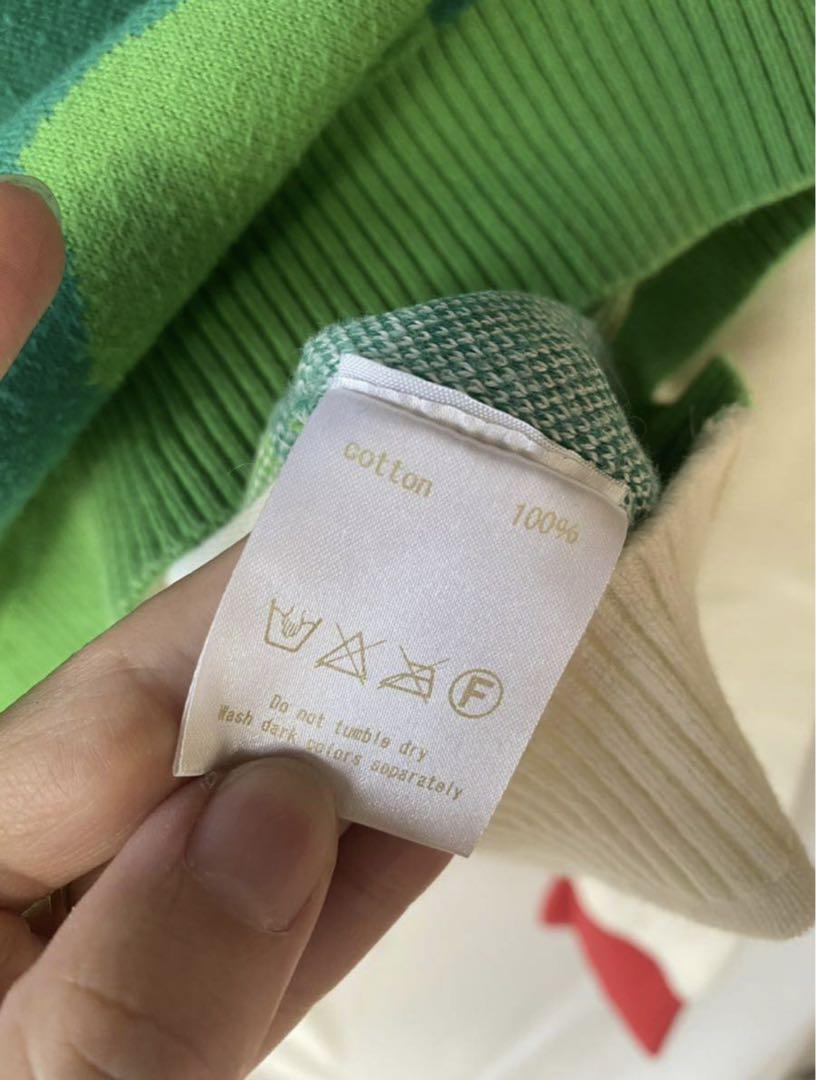 cotton
100%
F
Do not tumble dry
Wash dark colors separately